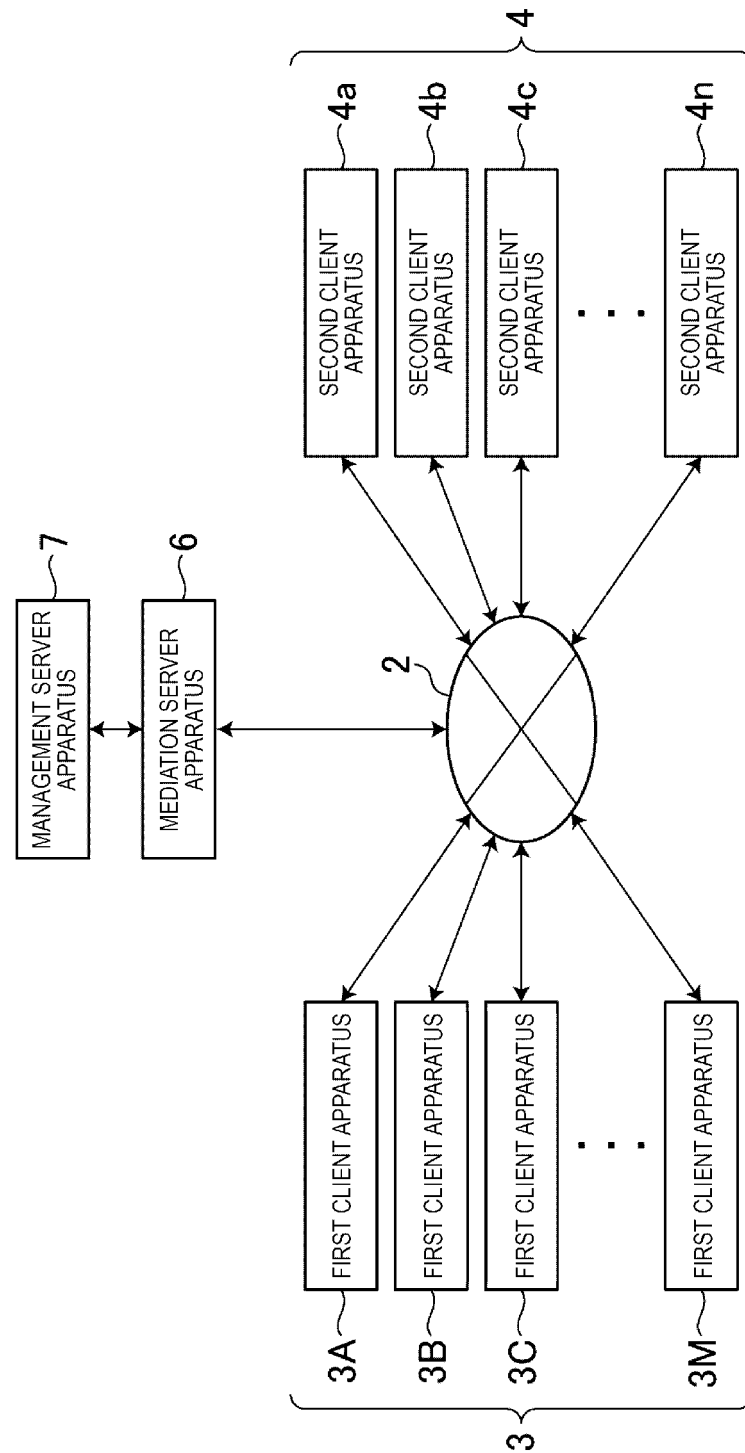 MANAGEMENT SERVER
APPARATUS
7
MEDIATION SERVER
APPARATUS
6
2
3
3A
FIRST CLIENT APPARATUS
3B
FIRST CLIENT APPARATUS
3C
FIRST CLIENT APPARATUS
. . .
3M
FIRST CLIENT APPARATUS
SECOND CLIENT
APPARATUS
4a
SECOND CLIENT
APPARATUS
4b
SECOND CLIENT
APPARATUS
4c
. . .
SECOND CLIENT
APPARATUS
4n
4